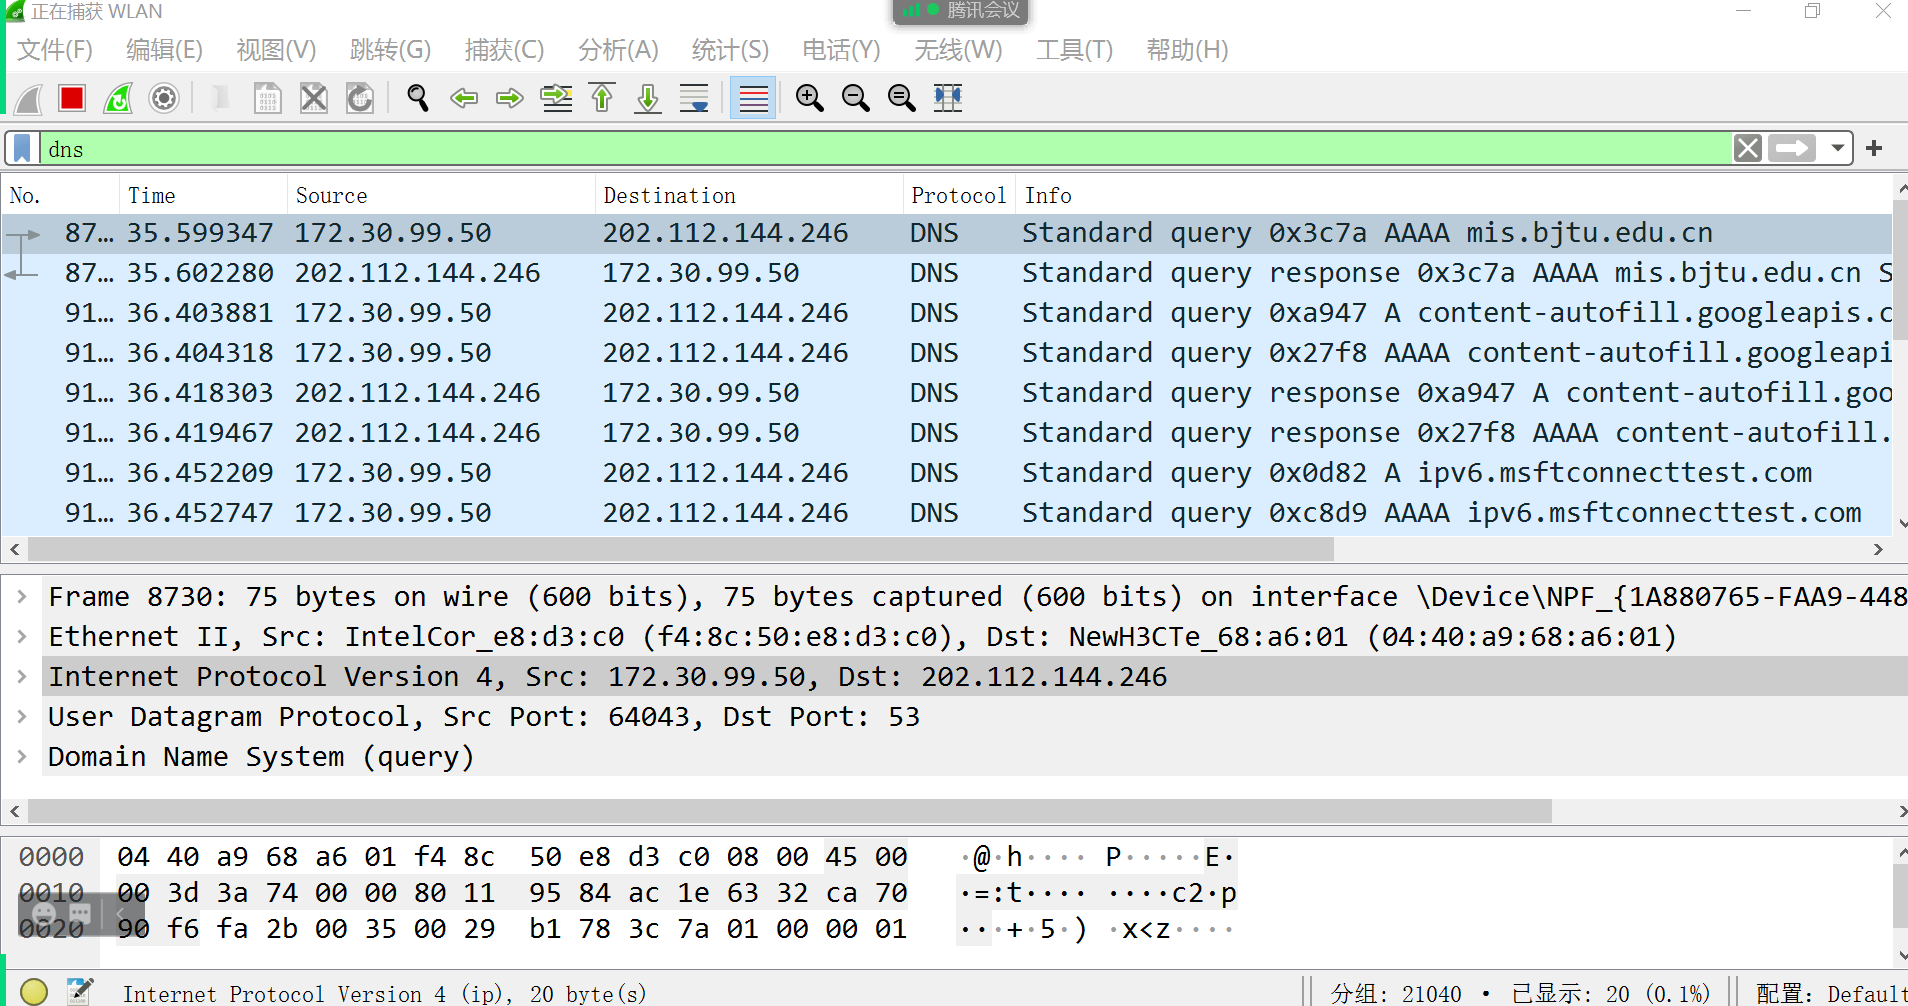 正在捕获 WLAN
腾讯会议
文件(F) 编辑(E) 视图(V) 跳转(G) 捕获(C) 分析(A) 统计(S) 电话(Y) 无线(W) 工具(T) 帮助(H)
dns
No. Time Source Destination Protocol Info
87… 35.599347 172.30.99.50 202.112.144.246 DNS Standard query 0x3c7a AAAA mis.bjtu.edu.cn
87… 35.602280 202.112.144.246 172.30.99.50 DNS Standard query response 0x3c7a AAAA mis.bjtu.edu.cn S
91… 36.403881 172.30.99.50 202.112.144.246 DNS Standard query 0xa947 A content-autofill.googleapis.c
91… 36.404318 172.30.99.50 202.112.144.246 DNS Standard query 0x27f8 AAAA content-autofill.googleapi
91… 36.418303 202.112.144.246 172.30.99.50 DNS Standard query response 0xa947 A content-autofill.goo
91… 36.419467 202.112.144.246 172.30.99.50 DNS Standard query response 0x27f8 AAAA content-autofill.
91… 36.452209 172.30.99.50 202.112.144.246 DNS Standard query 0x0d82 A ipv6.msftconnecttest.com
91… 36.452747 172.30.99.50 202.112.144.246 DNS Standard query 0xc8d9 AAAA ipv6.msftconnecttest.com
Frame 8730: 75 bytes on wire (600 bits), 75 bytes captured (600 bits) on interface \Device\NPF_{1A880765-FAA9-448
Ethernet II, Src: IntelCor_e8:d3:c0 (f4:8c:50:e8:d3:c0), Dst: NewH3CTe_68:a6:01 (04:40:a9:68:a6:01)
Internet Protocol Version 4, Src: 172.30.99.50, Dst: 202.112.144.246
User Datagram Protocol, Src Port: 64043, Dst Port: 53
Domain Name System (query)
0000 04 40 a9 68 a6 01 f4 8c 50 e8 d3 c0 08 00 45 00 ·@·h···· P·····E·
0010 00 3d 3a 74 00 00 80 11 95 84 ac 1e 63 32 ca 70 ·=:t···· ····c2·p
0020 90 f6 fa 2b 00 35 00 29 b1 78 3c 7a 01 00 00 01 ···+·5·) ·x<z····
Internet Protocol Version 4 (ip), 20 byte(s) 分组: 21040 · 已显示: 20 (0.1%) 配置: Default